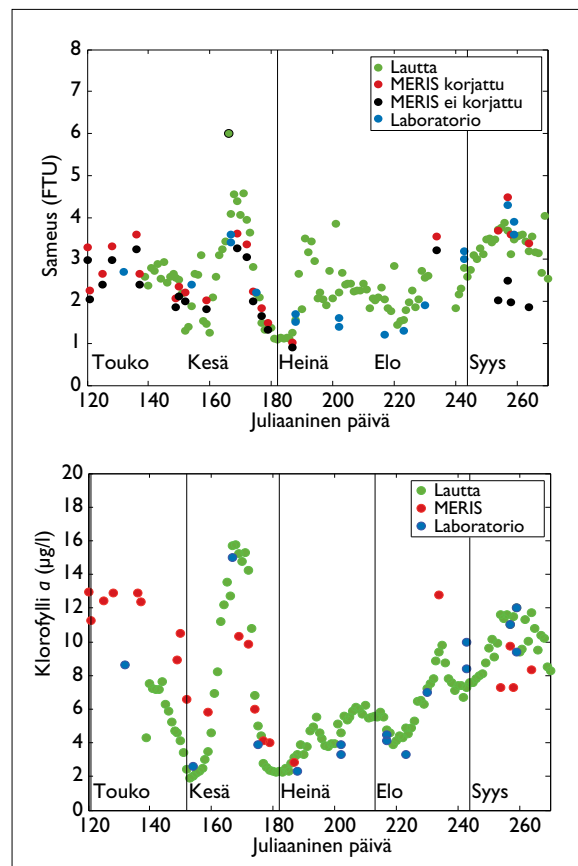 8
7
6
5
4
3
2
1
0
Sameus (FTU)
Lautta
MERIS korjattu
MERIS ei korjattu
Laboratorio
Touko Kesä Heinä Elo Syys
120 140 160 180 200 220 240 260
Juliaaninen päivä
20
18
16
14
12
10
8
6
4
2
0
Klorofylli a (µg/l)
Lautta
MERIS
Laboratorio
Touko Kesä Heinä Elo Syys
120 140 160 180 200 220 240 260
Juliaaninen päivä